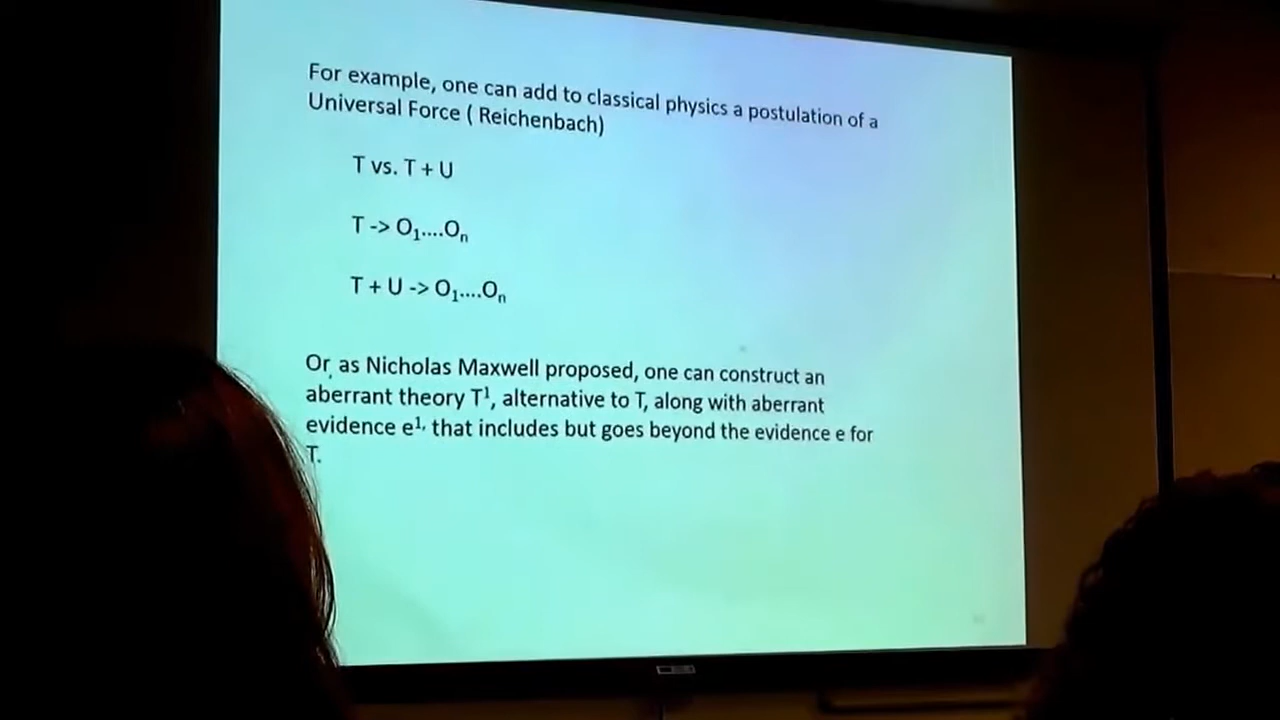 For example, one can add to classical physics a postulation of a
Universal Force ( Reichenbach)
T vs. T + U
T -> O₁....Oₙ
T + U -> O₁....Oₙ
Or, as Nicholas Maxwell proposed, one can construct an
aberrant theory T¹, alternative to T, along with aberrant
evidence e¹, that includes but goes beyond the evidence e for
T.